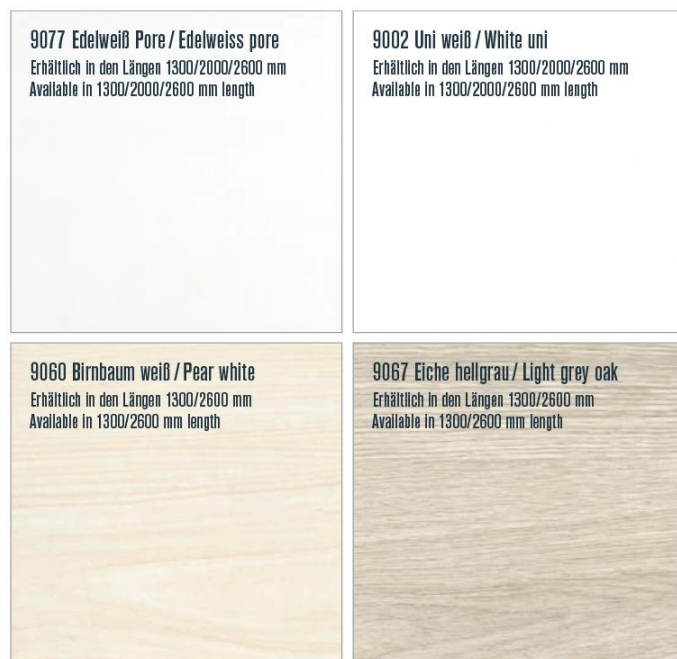 9077 Edelweiß Pore / Edelweiss pore
Erhältlich in den Längen 1300/2000/2600 mm
Available in 1300/2000/2600 mm length
9002 Uni weiß / White uni
Erhältlich in den Längen 1300/2000/2600 mm
Available in 1300/2000/2600 mm length
9060 Birnbaum weiß / Pear white
Erhältlich in den Längen 1300/2600 mm
Available in 1300/2600 mm length
9067 Eiche hellgrau / Light grey oak
Erhältlich in den Längen 1300/2600 mm
Available in 1300/2600 mm length